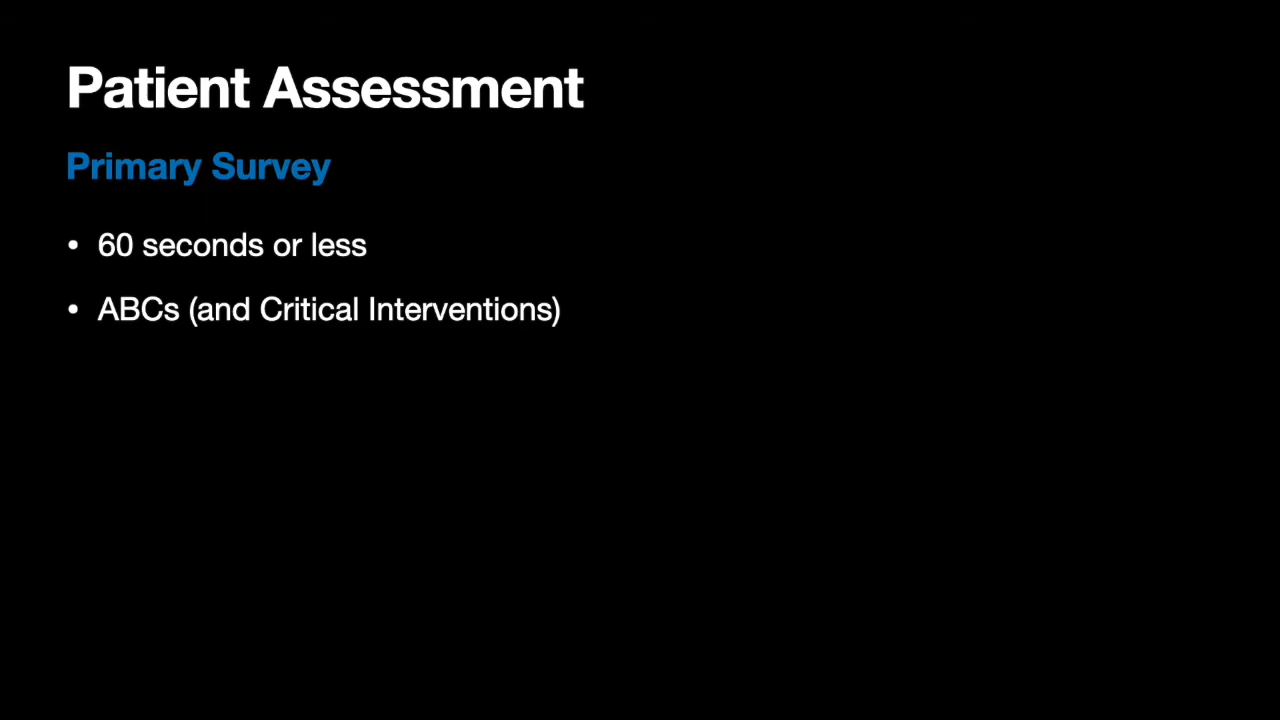 Patient Assessment
Primary Survey
• 60 seconds or less
• ABCs (and Critical Interventions)